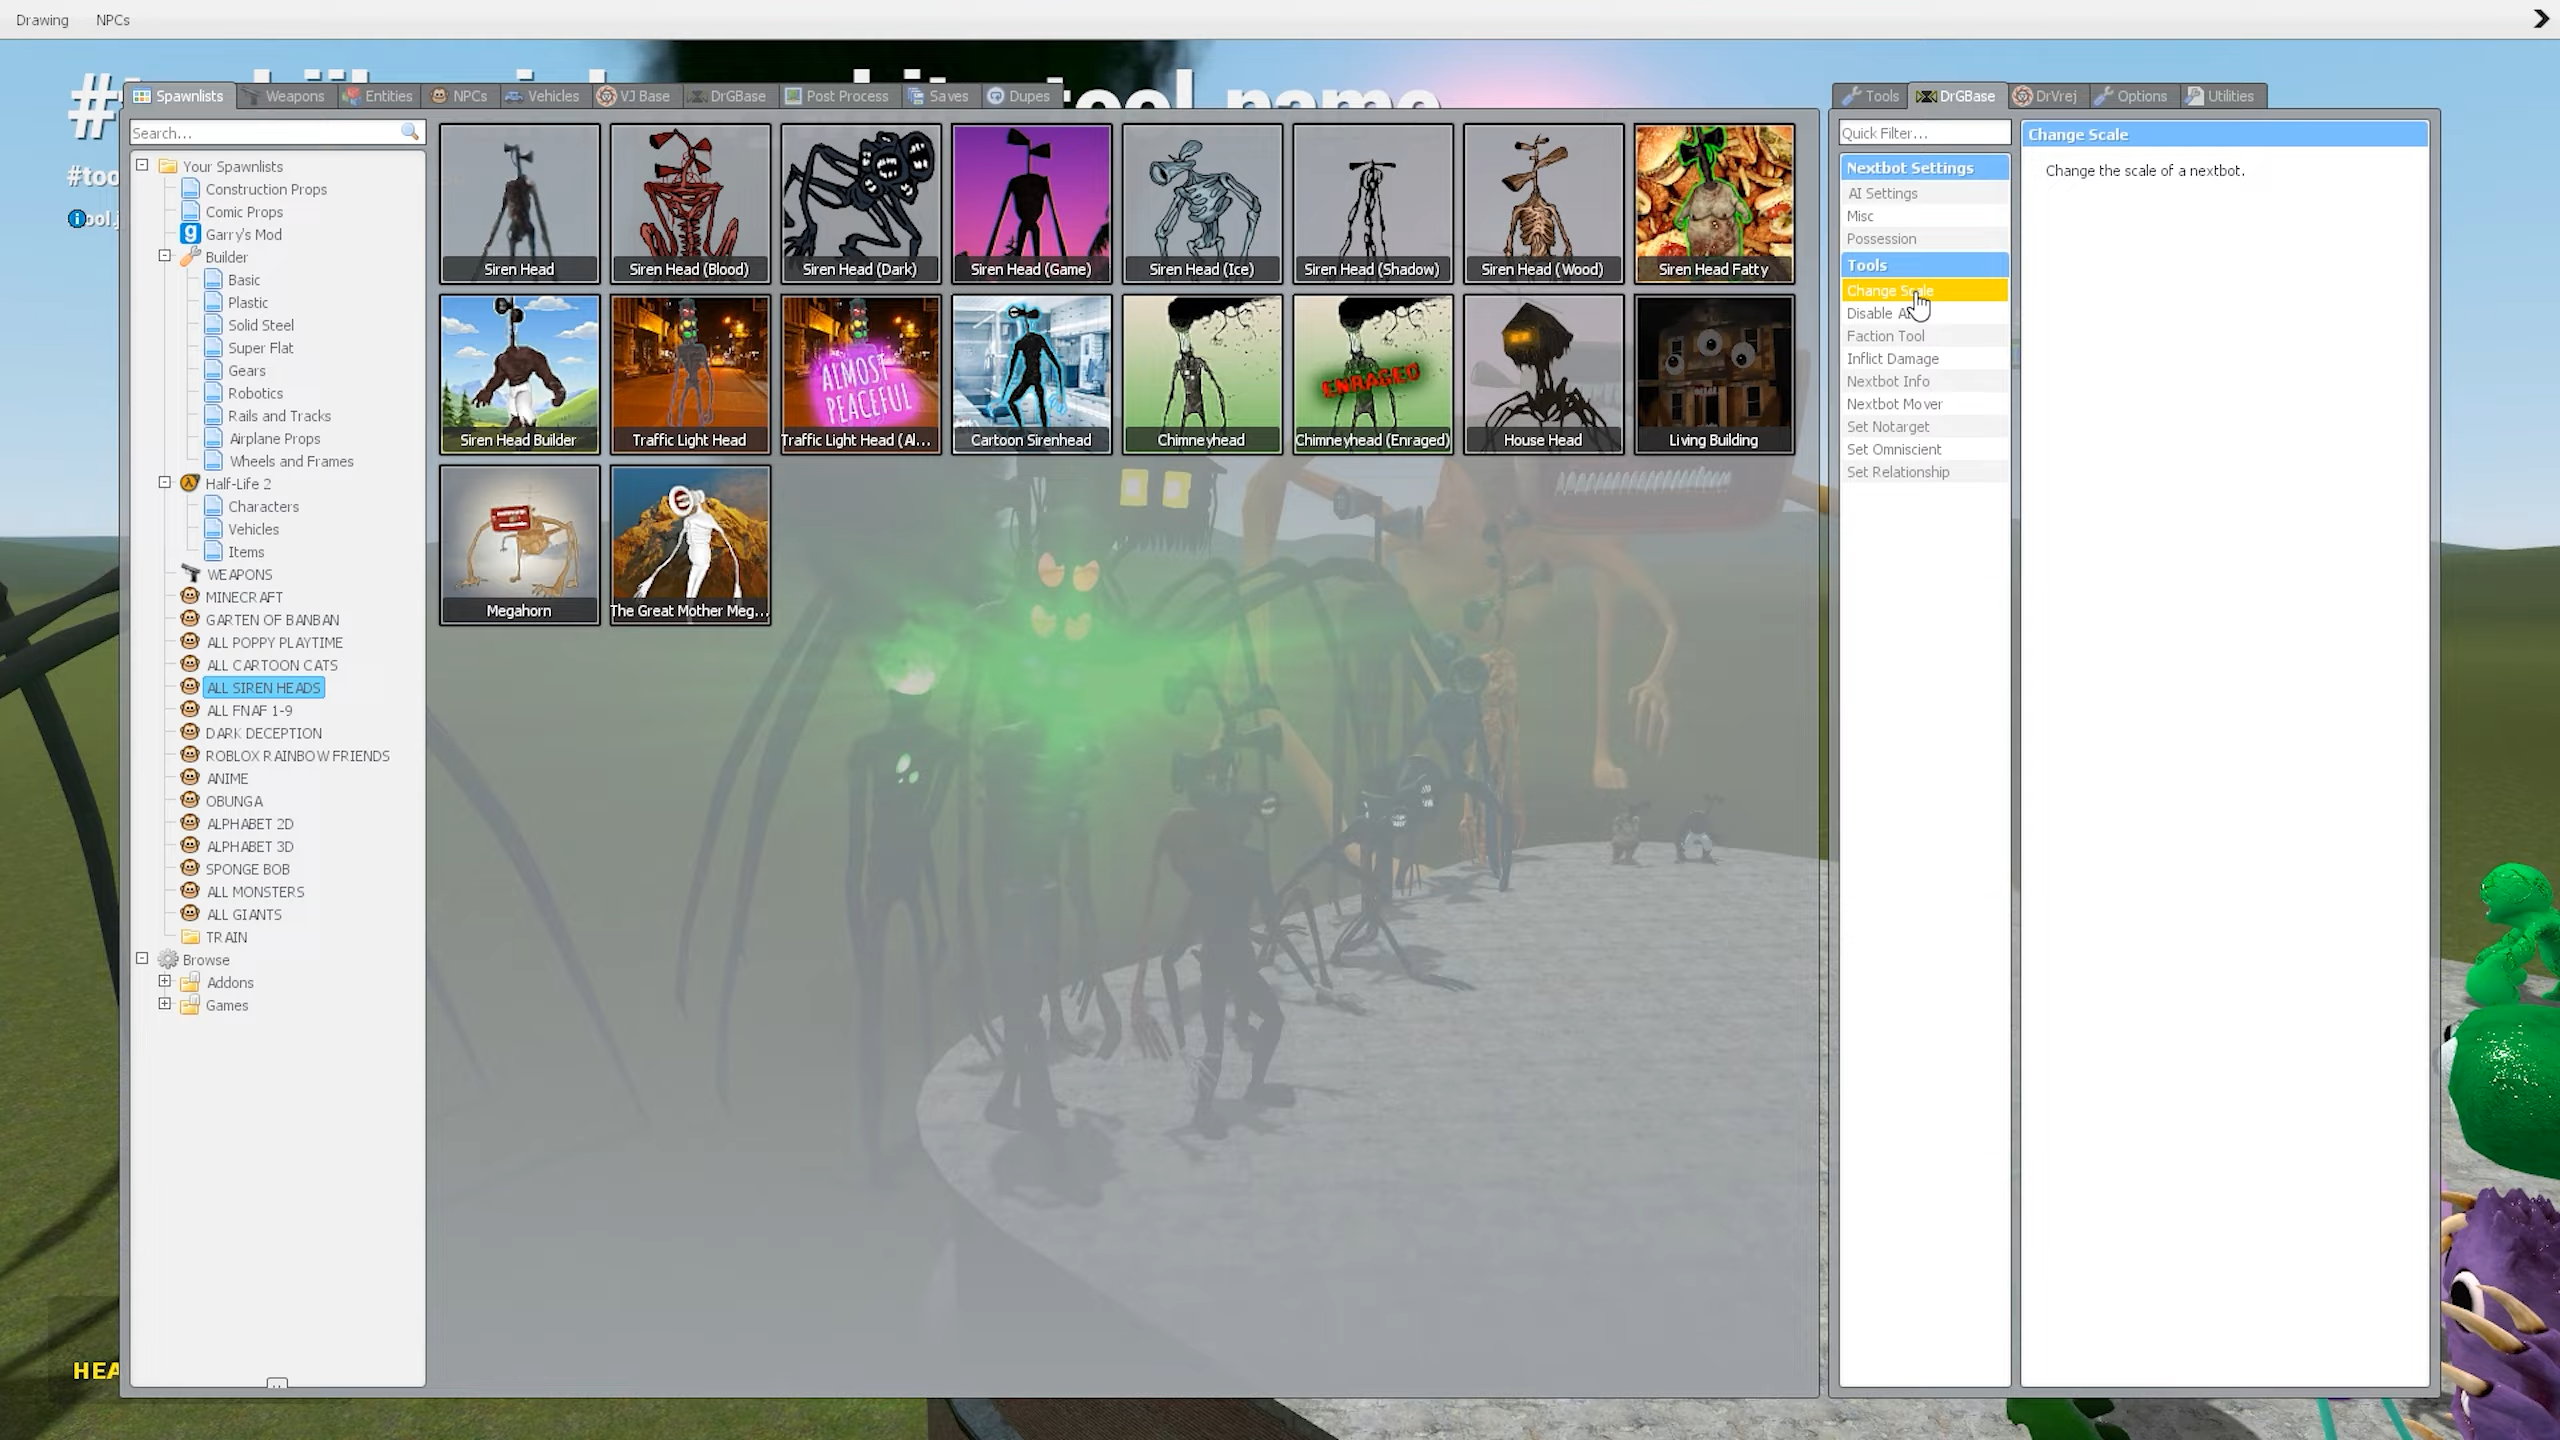 Drawing NPCs
Spawnlists Weapons Entities NPCs Vehicles VJ Base DrGBase Post Process Saves Dupes
Search...
Your Spawnlists
Construction Props
Comic Props
Garry's Mod
Builder
Basic
Plastic
Solid Steel
Super Flat
Gears
Robotics
Rails and Tracks
Airplane Props
Wheels and Frames
Half-Life 2
Characters
Vehicles
Items
WEAPONS
MINECRAFT
GARTEN OF BANBAN
ALL POPPY PLAYTIME
ALL CARTOON CATS
ALL SIREN HEADS
ALL FNAF 1-9
DARK DECEPTION
ROBLOX RAINBOW FRIENDS
ANIME
OBUNGA
ALPHABET 2D
ALPHABET 3D
SPONGE BOB
ALL MONSTERS
ALL GIANTS
TRAIN
Browse
Addons
Games
Siren Head Siren Head (Blood) Siren Head (Dark) Siren Head (Game) Siren Head (Ice) Siren Head (Shadow) Siren Head (Wood) Siren Head Fatty
ALMOST
PEACEFUL
ENRAGED
Siren Head Builder Traffic Light Head Traffic Light Head (Al... Cartoon Sirenhead Chimneyhead Chimneyhead (Enraged) House Head Living Building
Megahorn The Great Mother Meg...
Tools DrGBase DrVrej Options Utilities
Quick Filter...
Nextbot Settings
AI Settings
Misc
Possession
Tools
Change Scale
Disable
Faction Tool
Inflict Damage
Nextbot Info
Nextbot Mover
Set Notarget
Set Omniscient
Set Relationship
Change Scale
Change the scale of a nextbot.
#too
HEA